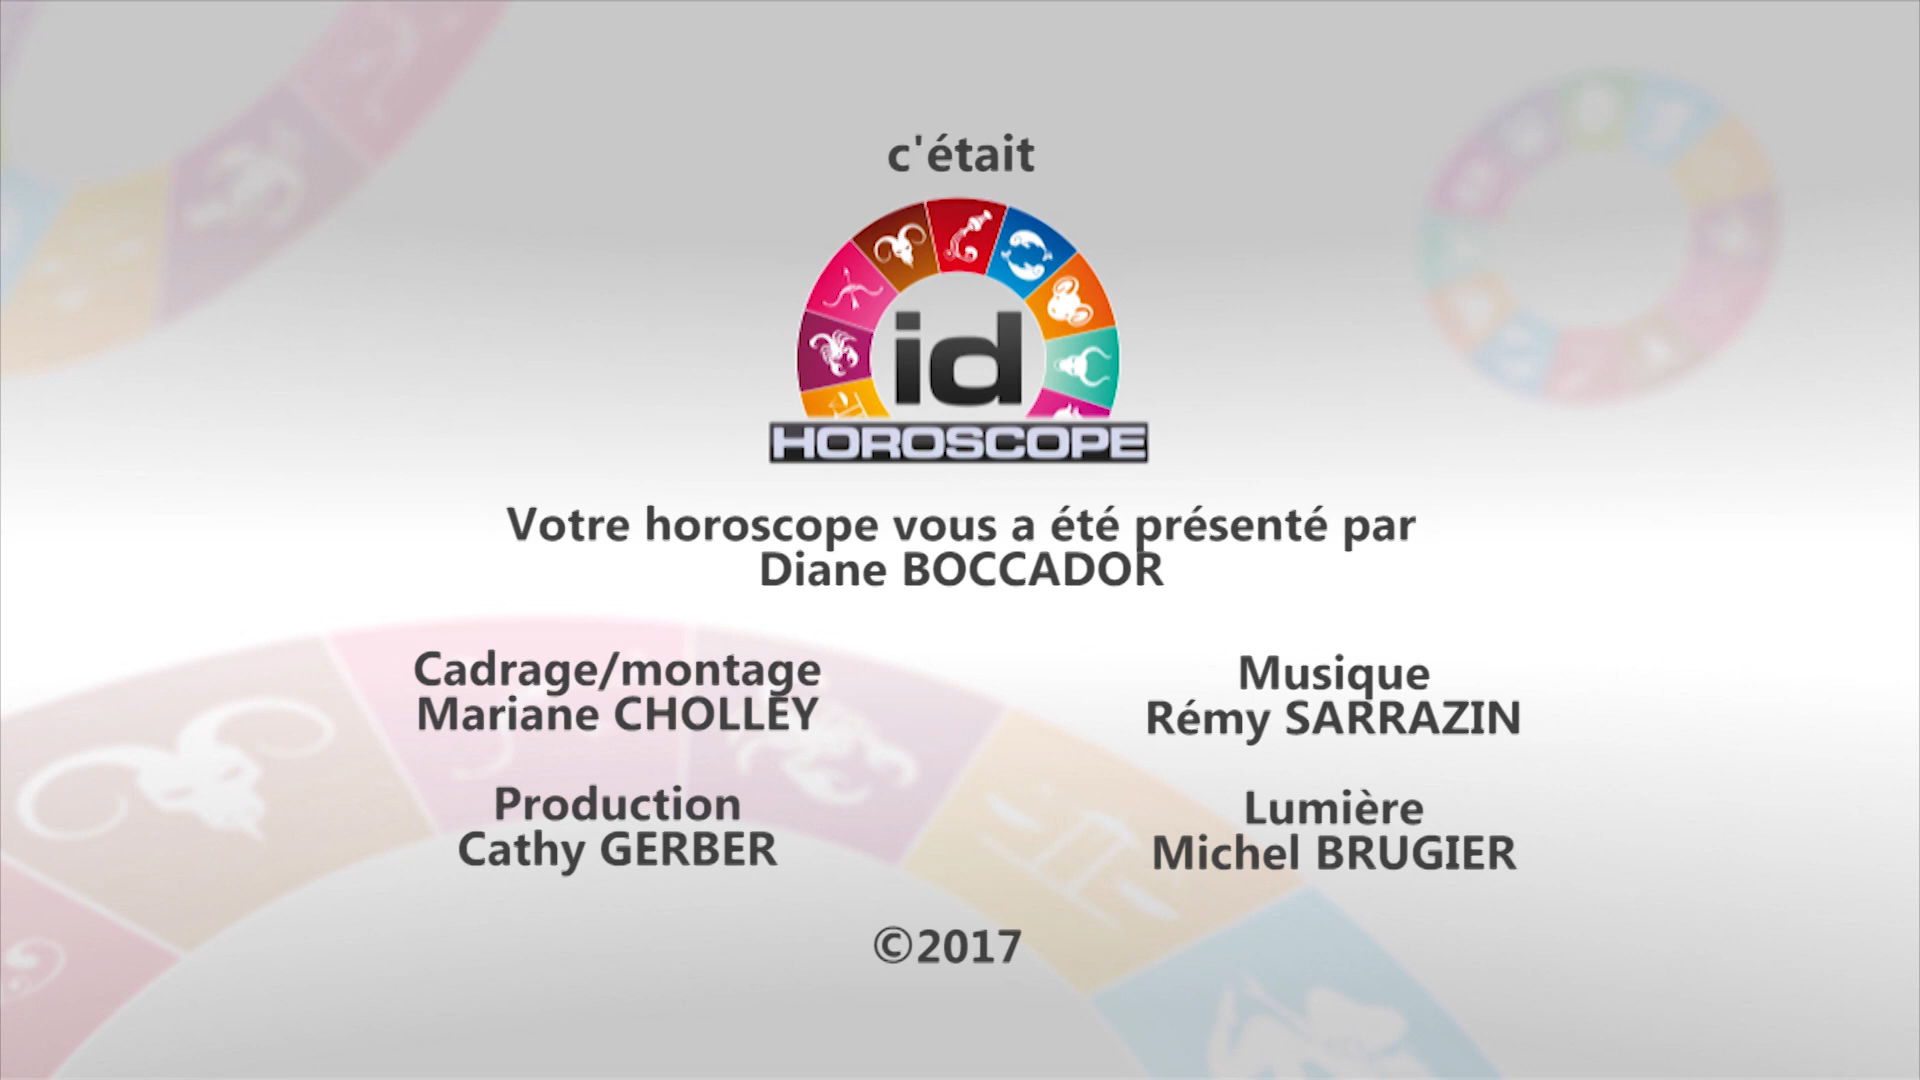 c'était
id
HOROSCOPE
Votre horoscope vous a été présenté par
Diane BOCCADOR
Cadrage/montage
Mariane CHOLLEY
Musique
Rémy SARRAZIN
Production
Cathy GERBER
Lumière
Michel BRUGIER
©2017